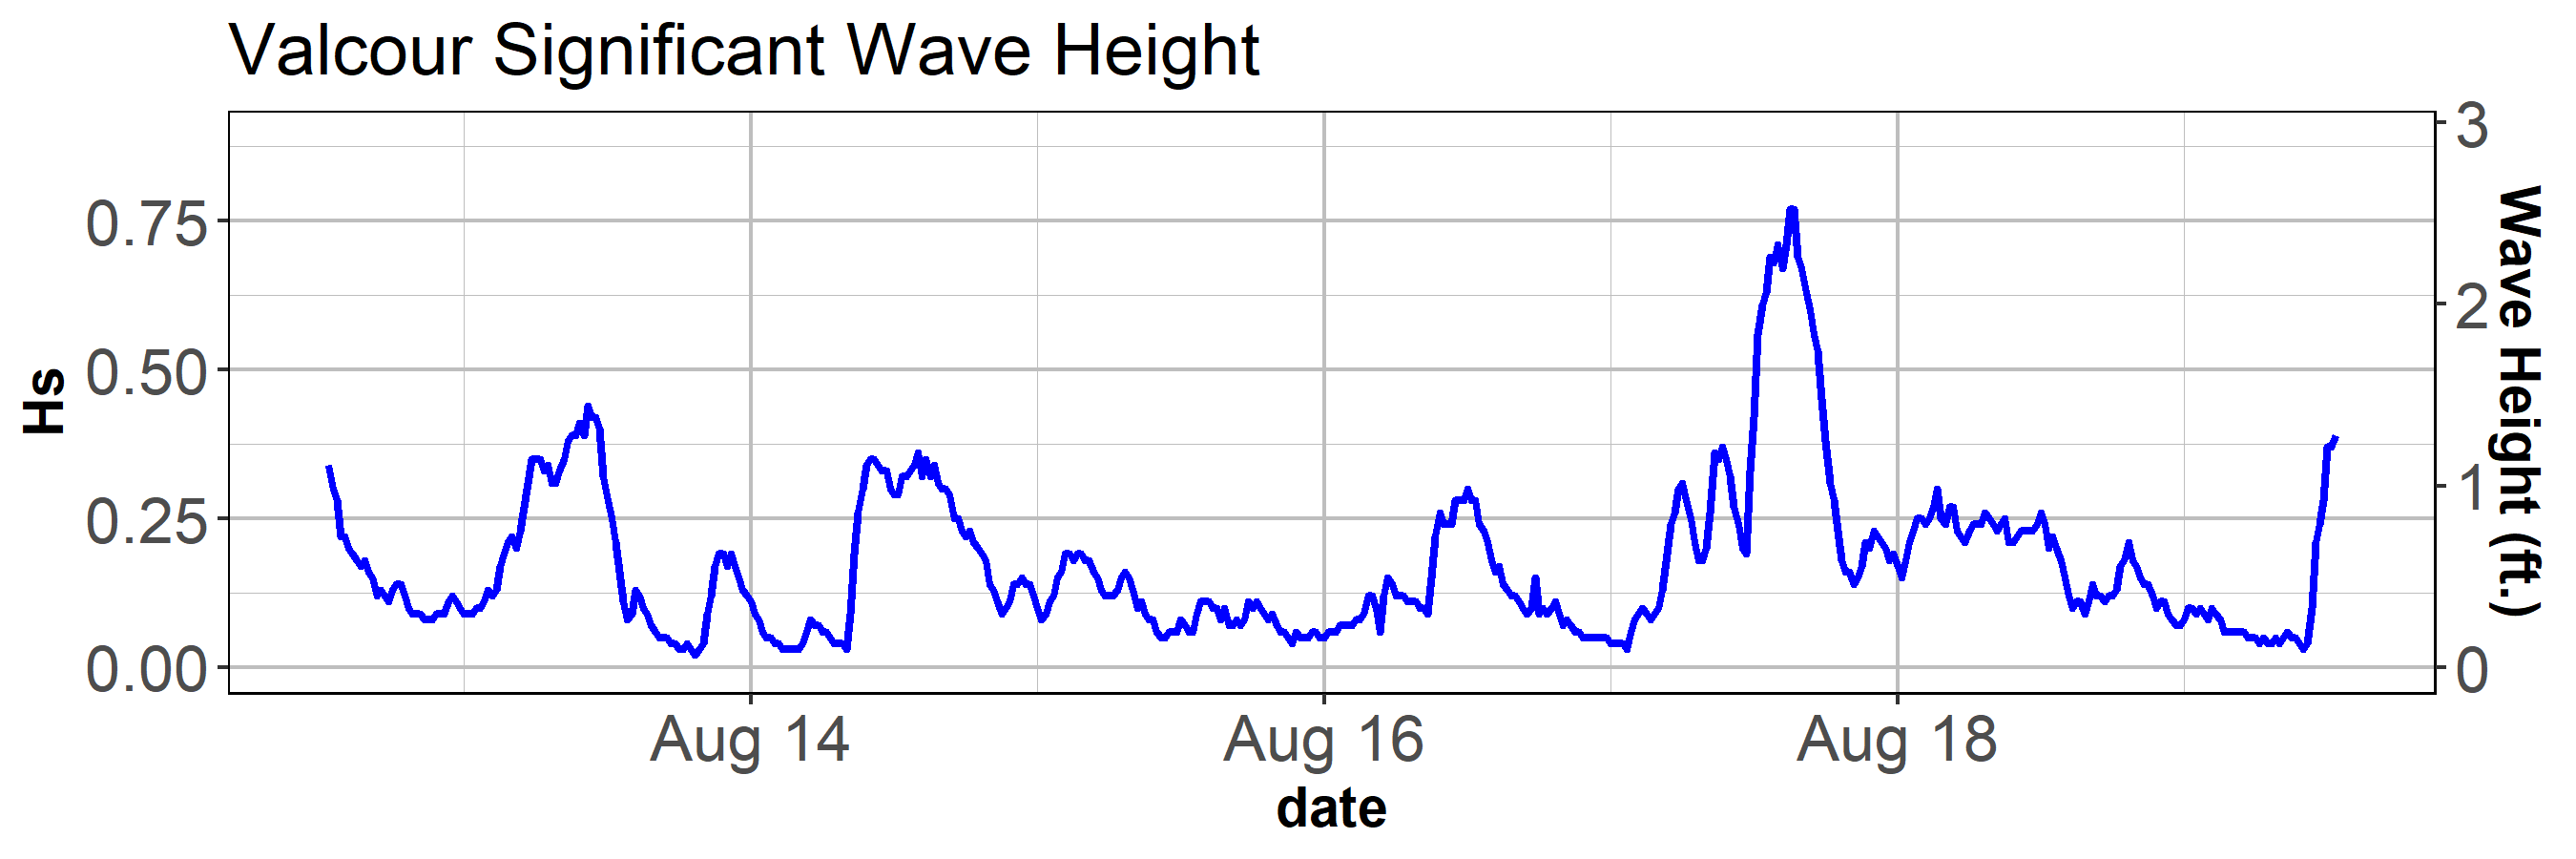 Valcour Significant Wave Height
Hs
0.75
0.50
0.25
0.00
3
2
1
0
Wave Height (ft.)
Aug 14
Aug 16
Aug 18
date